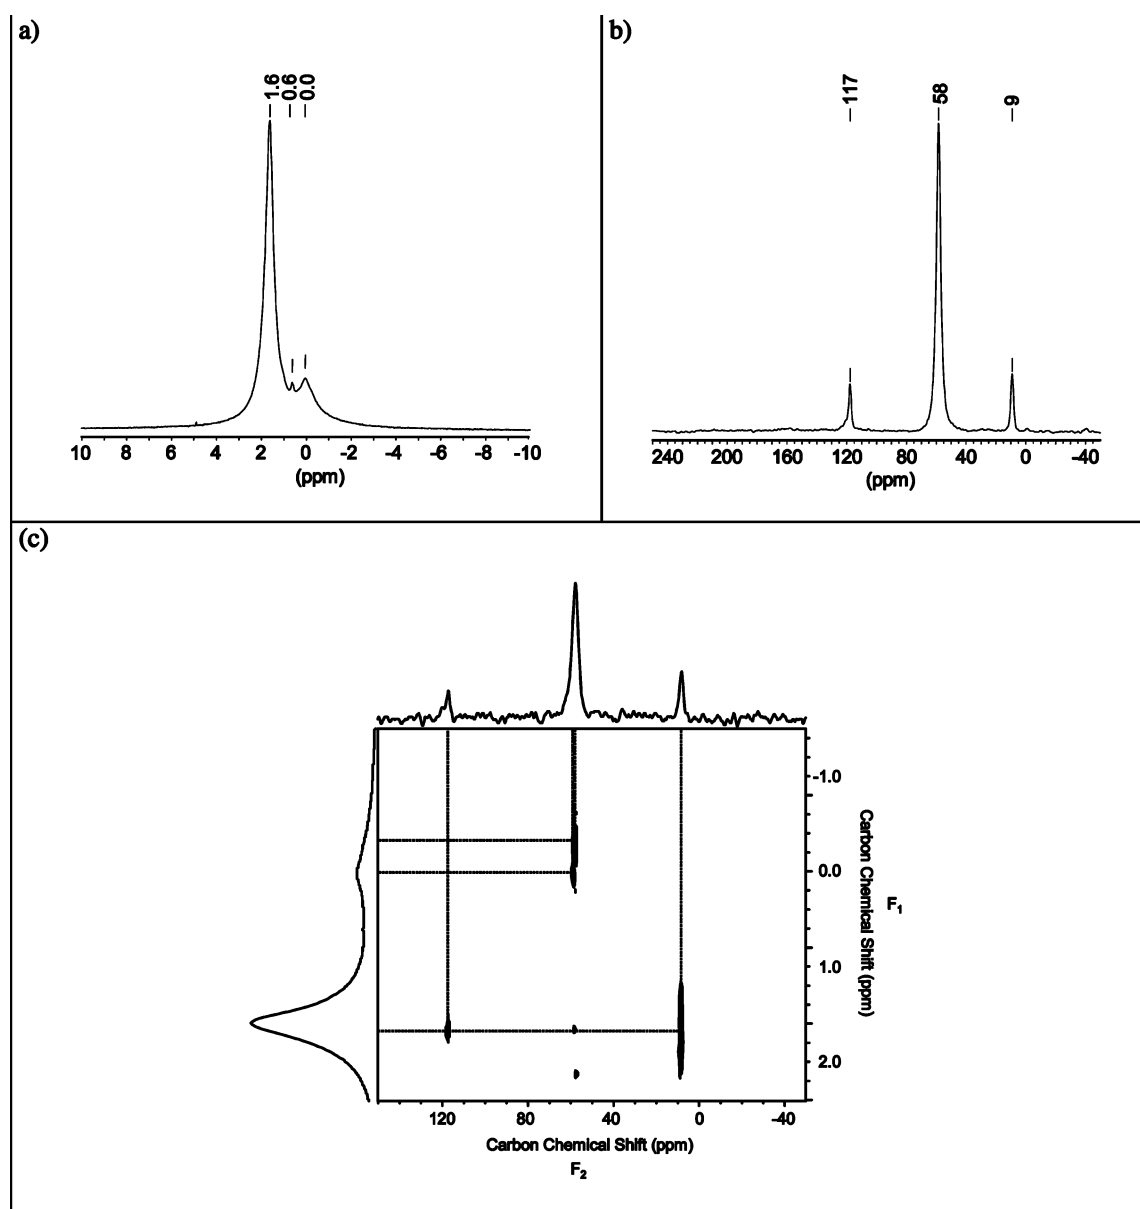 a)
1.6
0.6
0.0
10 8 6 4 2 0 -2 -4 -6 -8 -10
(ppm)
b)
117
58
9
240 200 160 120 80 40 0 -40
(ppm)
(c)
-1.0
0.0
1.0
2.0
Carbon Chemical Shift (ppm)
F₁
120 80 40 0 -40
Carbon Chemical Shift (ppm)
F₂